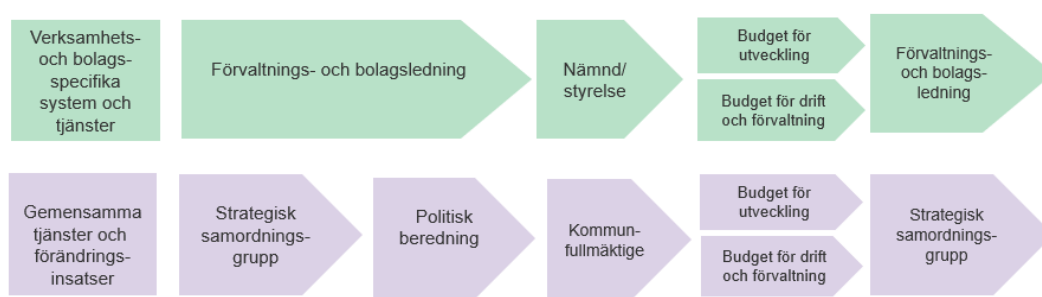 Verksamhets-
och bolags-
specifika
system och
tjänster
Förvaltnings- och bolagsledning
Nämnd/
styrelse
Budget för
utveckling
Budget för drift
och förvaltning
Förvaltnings-
och bolags-
ledning
Gemensamma
tjänster och
förändrings-
insatser
Strategisk
samordnings-
grupp
Politisk
beredning
Kommun-
fullmäktige
Budget för
utveckling
Budget för drift
och förvaltning
Strategisk
samordnings-
grupp